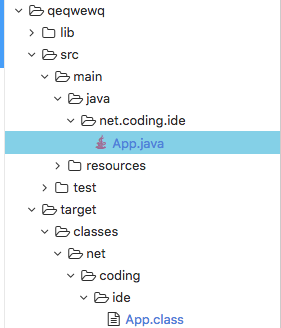 qeqwewq
lib
src
main
java
net.coding.ide
App.java
resources
test
target
classes
net
coding
ide
App.class